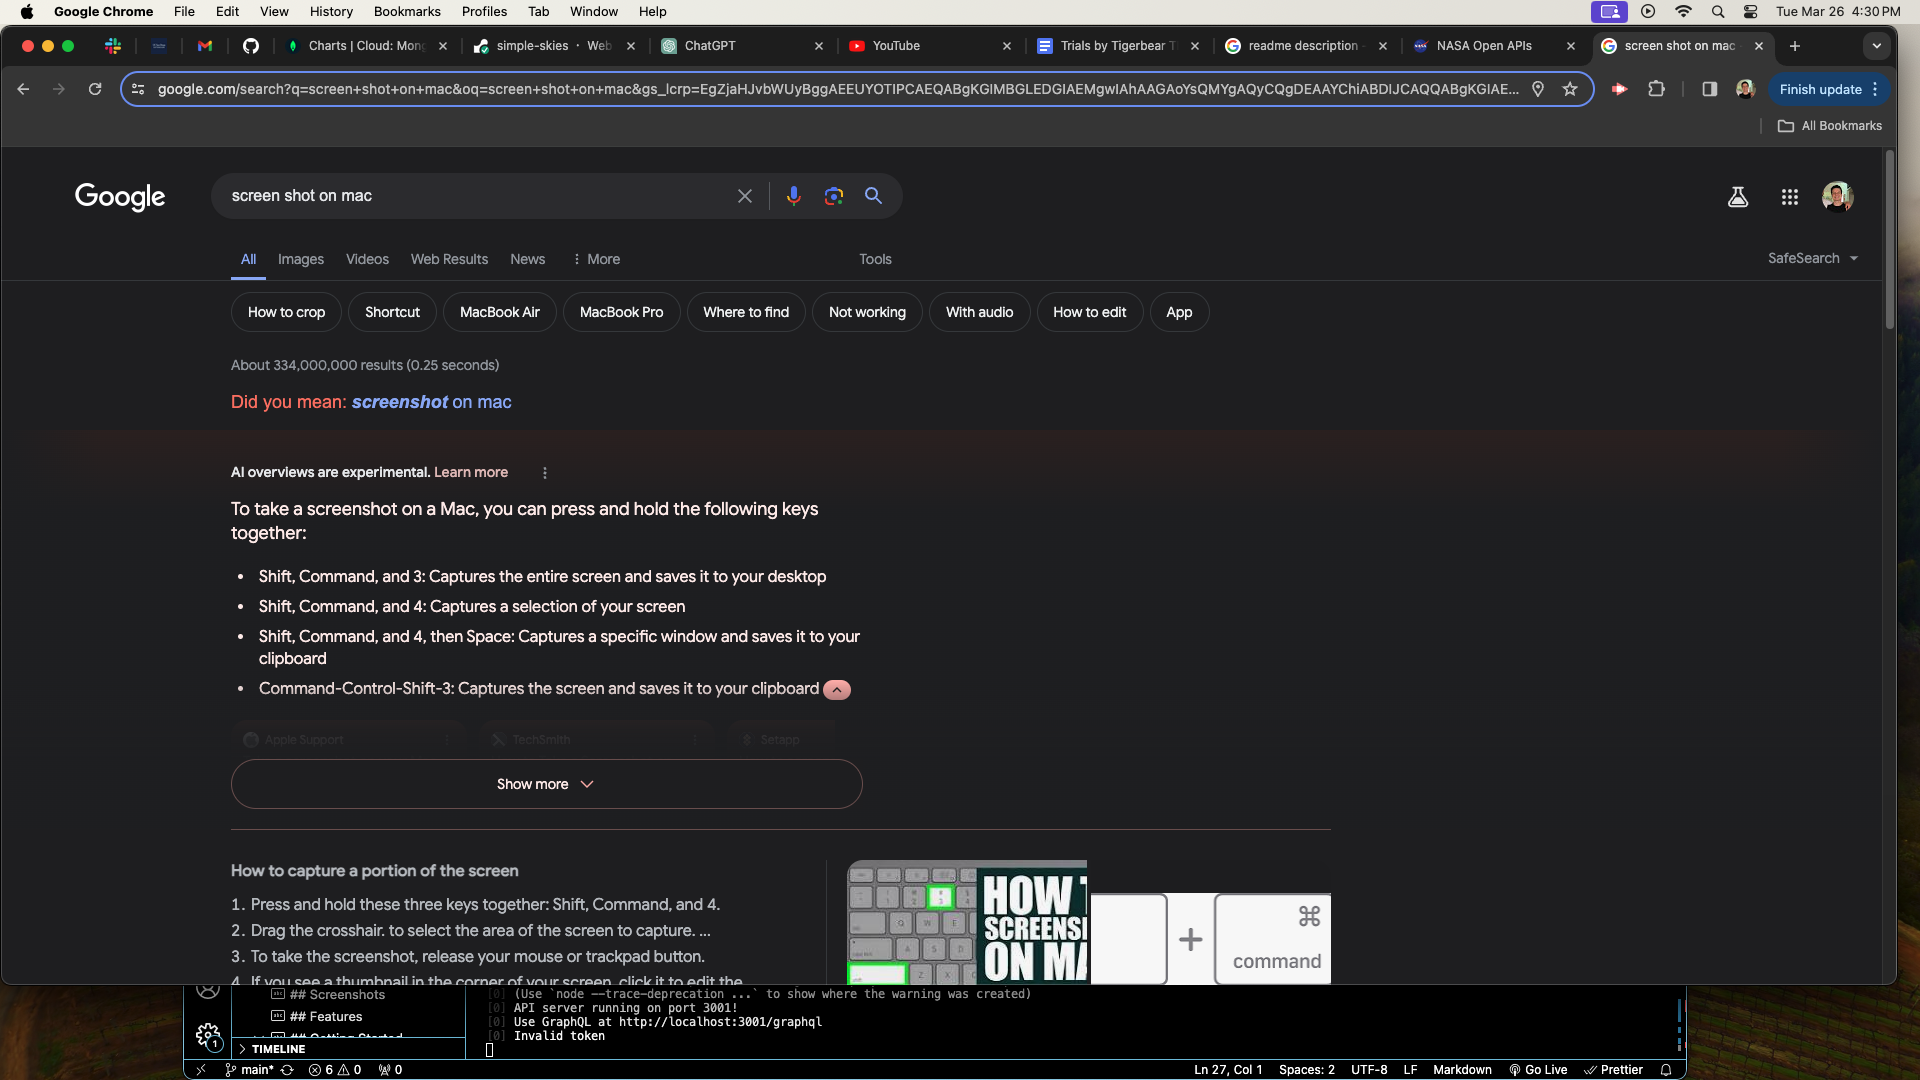 Google Chrome File Edit View History Bookmarks Profiles Tab Window Help Tue Mar 26 4:30 PM
Charts | Cloud: Mong simple-skies · Web ChatGPT YouTube Trials by Tigerbear T readme description - NASA Open APIs screen shot on mac -
google.com/search?q=screen+shot+on+mac&oq=screen+shot+on+mac&gs_lcrp=EgZjaHJvbWUyBggAEEUYOTIPCAEQABgKGIMBGLEDGIAEMgwIAhAAGAoYsQMYgAQyCQgDEAAYChiABDIJCAQQABgKGIAE... Finish update
All Bookmarks
Google screen shot on mac
All Images Videos Web Results News More Tools SafeSearch
How to crop Shortcut MacBook Air MacBook Pro Where to find Not working With audio How to edit App
About 334,000,000 results (0.25 seconds)
Did you mean: screenshot on mac
AI overviews are experimental. Learn more
To take a screenshot on a Mac, you can press and hold the following keys
together:
• Shift, Command, and 3: Captures the entire screen and saves it to your desktop
• Shift, Command, and 4: Captures a selection of your screen
• Shift, Command, and 4, then Space: Captures a specific window and saves it to your
clipboard
• Command-Control-Shift-3: Captures the screen and saves it to your clipboard
Apple Support TechSmith Setapp
Show more
How to capture a portion of the screen
1. Press and hold these three keys together: Shift, Command, and 4.
2. Drag the crosshair. to select the area of the screen to capture. ...
3. To take the screenshot, release your mouse or trackpad button.
4. If you see a thumbnail in the corner of your screen, click it to edit the
HOW T
SCREENS
ON MA
+ ⌘
command
## Screenshots
## Features
## Getting Started
TIMELINE
[0] (Use `node --trace-deprecation ...` to show where the warning was created)
[0] API server running on port 3001!
[0] Use GraphQL at http://localhost:3001/graphql
[0] Invalid token
1
main* 6 0 0 Ln 27, Col 1 Spaces: 2 UTF-8 LF Markdown Go Live Prettier